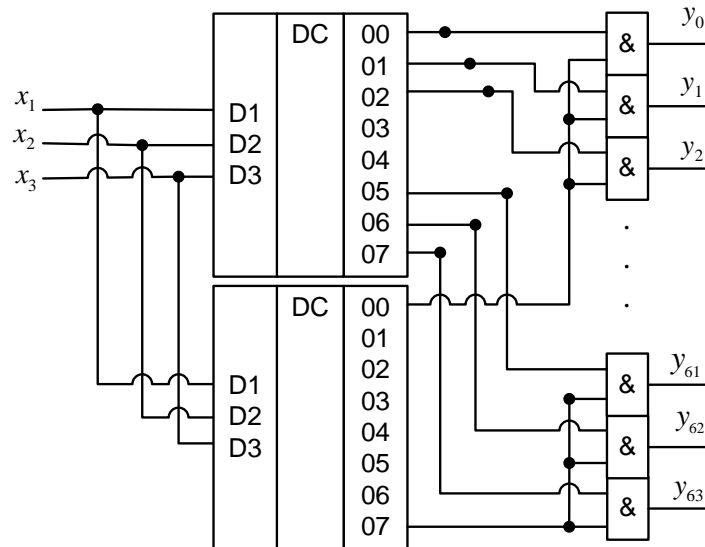 x1
x2
x3
DC
D1
D2
D3
00
01
02
03
04
05
06
07
DC
D1
D2
D3
00
01
02
03
04
05
06
07
& y0
& y1
& y2
.
.
.
& y61
& y62
& y63